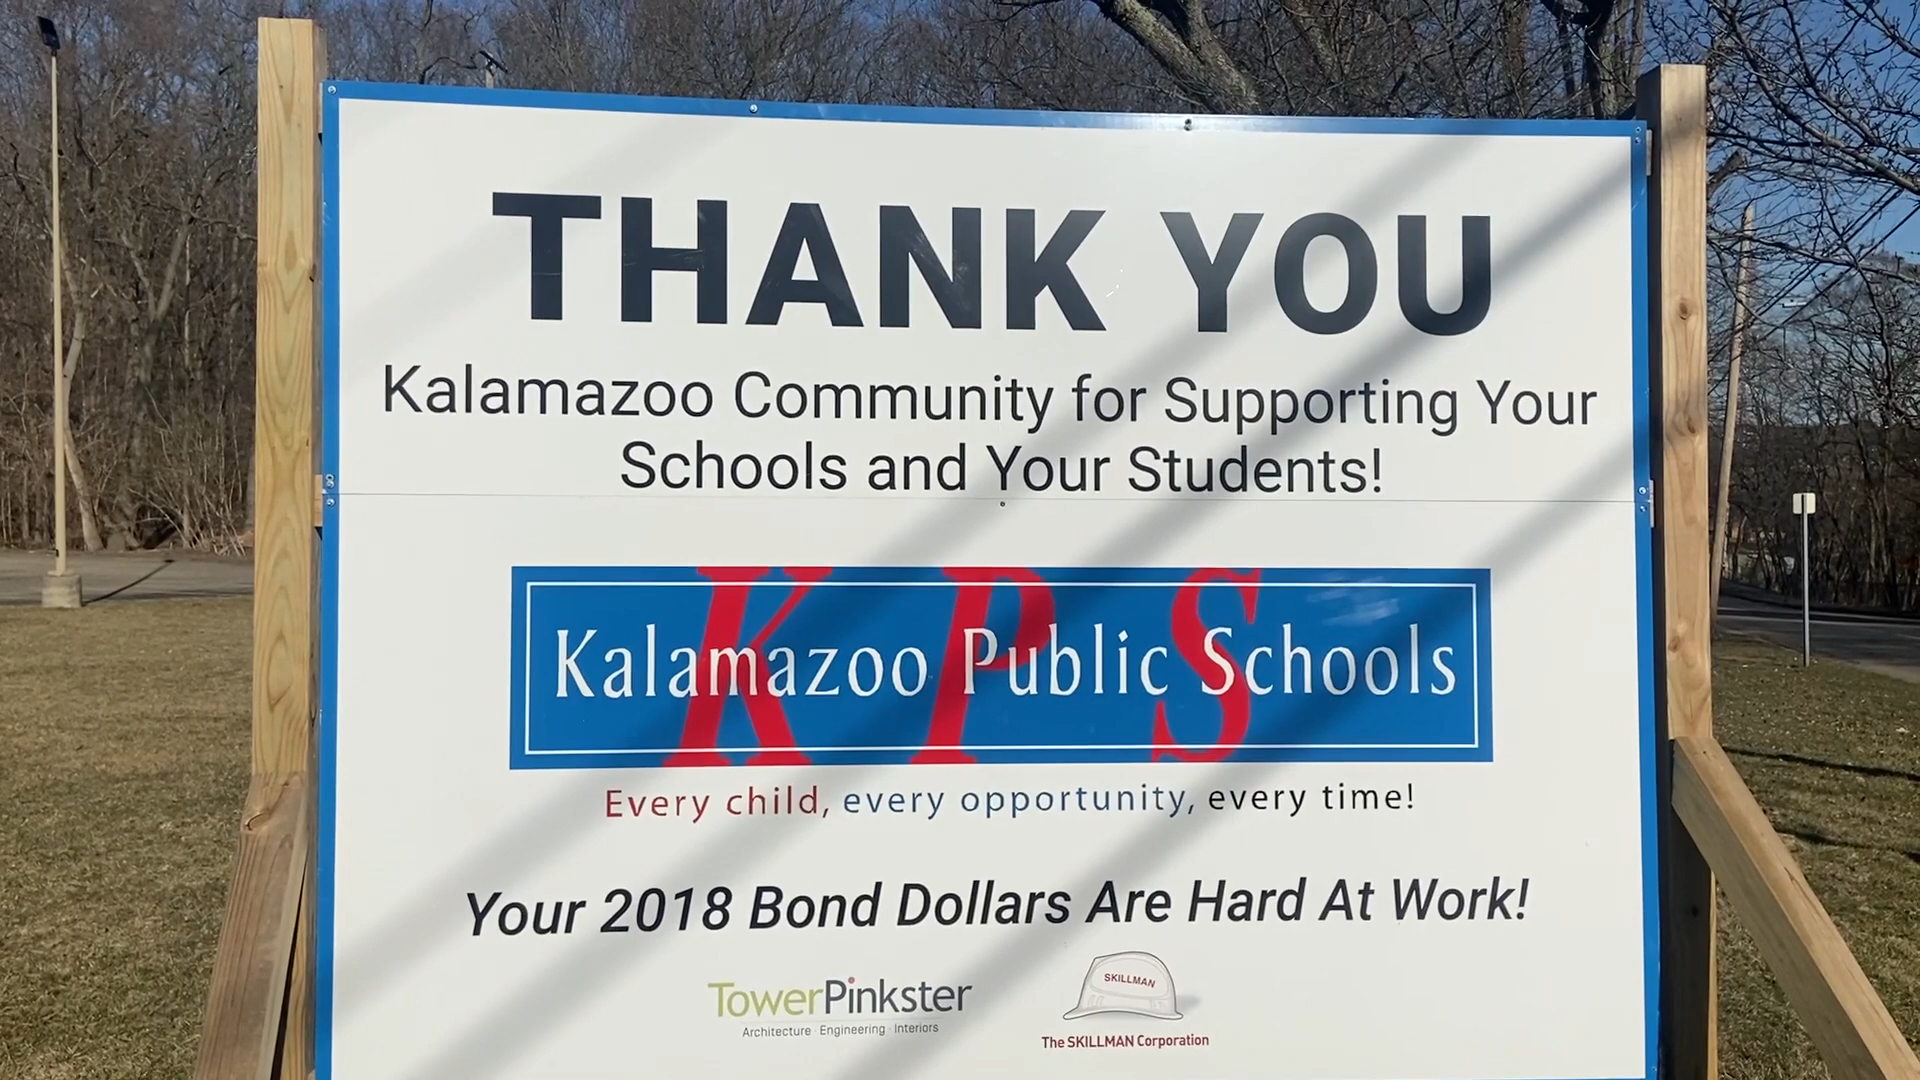 THANK YOU
Kalamazoo Community for Supporting Your
Schools and Your Students!
K P S
Kalamazoo Public Schools
Every child, every opportunity, every time!
Your 2018 Bond Dollars Are Hard At Work!
TowerPinkster
Architecture · Engineering · Interiors
SKILLMAN
The SKILLMAN Corporation